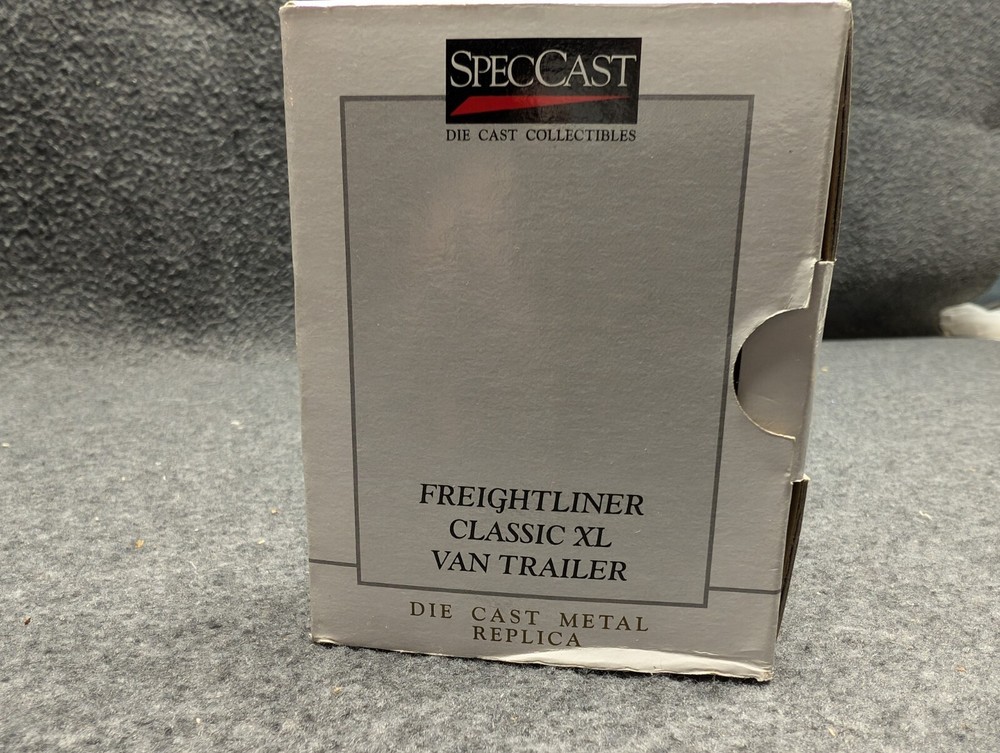 SPECCAST
DIE CAST COLLECTIBLES
FREIGHTLINER
CLASSIC XL
VAN TRAILER
DIE CAST METAL
REPLICA